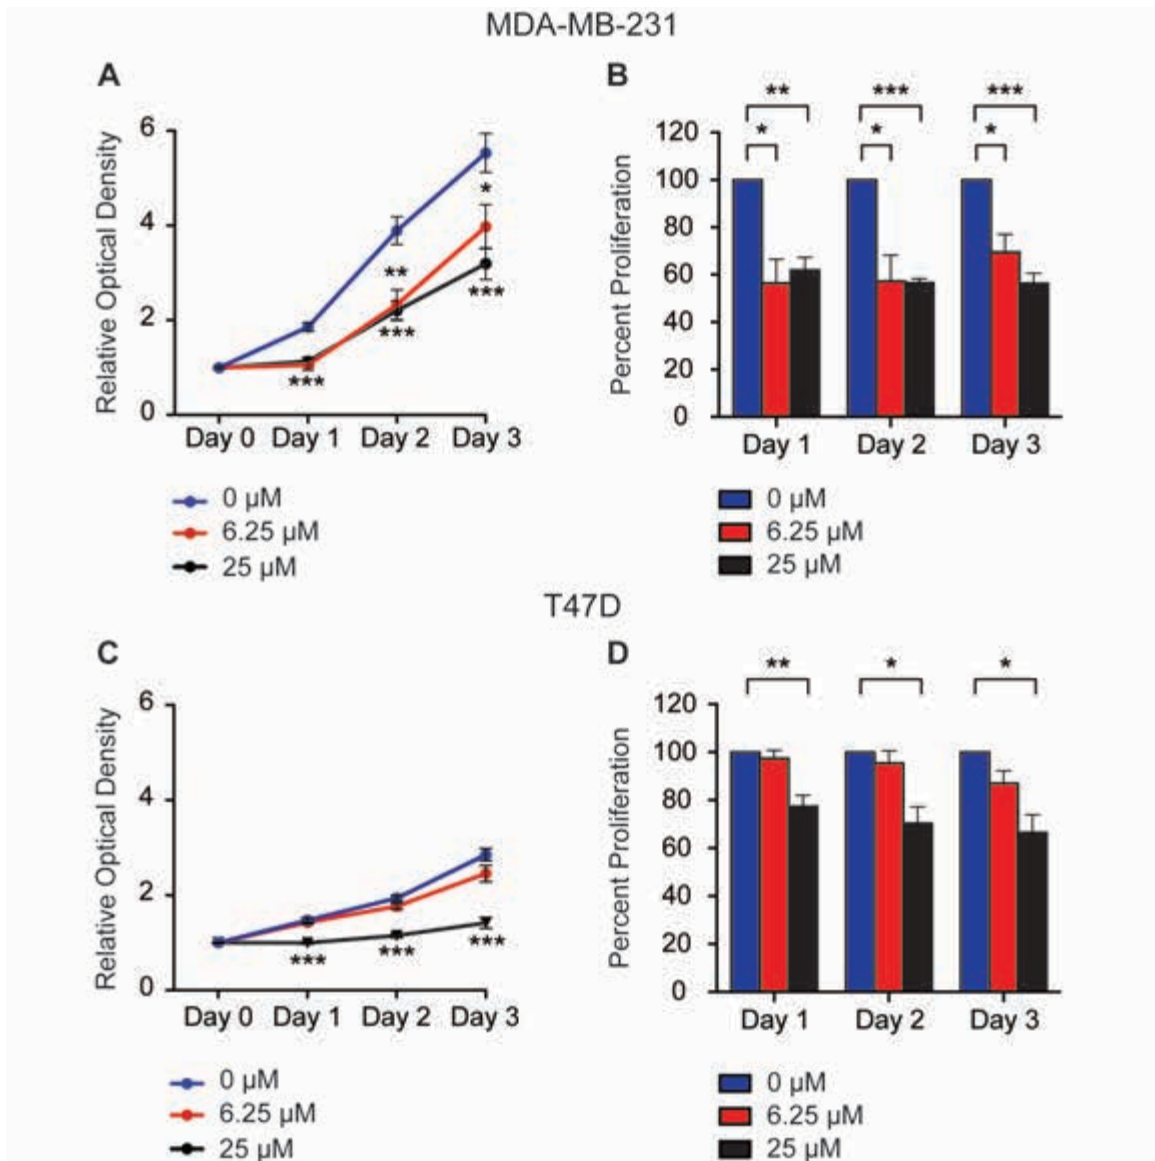 MDA-MB-231
A
Relative Optical Density
6
4
2
0
*
**
***
***
***
Day 0 Day 1 Day 2 Day 3
0 µM
6.25 µM
25 µM
B
Percent Proliferation
** *** ***
* * *
120
100
80
60
40
20
0
Day 1 Day 2 Day 3
0 µM
6.25 µM
25 µM
T47D
C
Relative Optical Density
6
4
2
0
*** *** ***
Day 0 Day 1 Day 2 Day 3
0 µM
6.25 µM
25 µM
D
Percent Proliferation
** * *
120
100
80
60
40
20
0
Day 1 Day 2 Day 3
0 µM
6.25 µM
25 µM